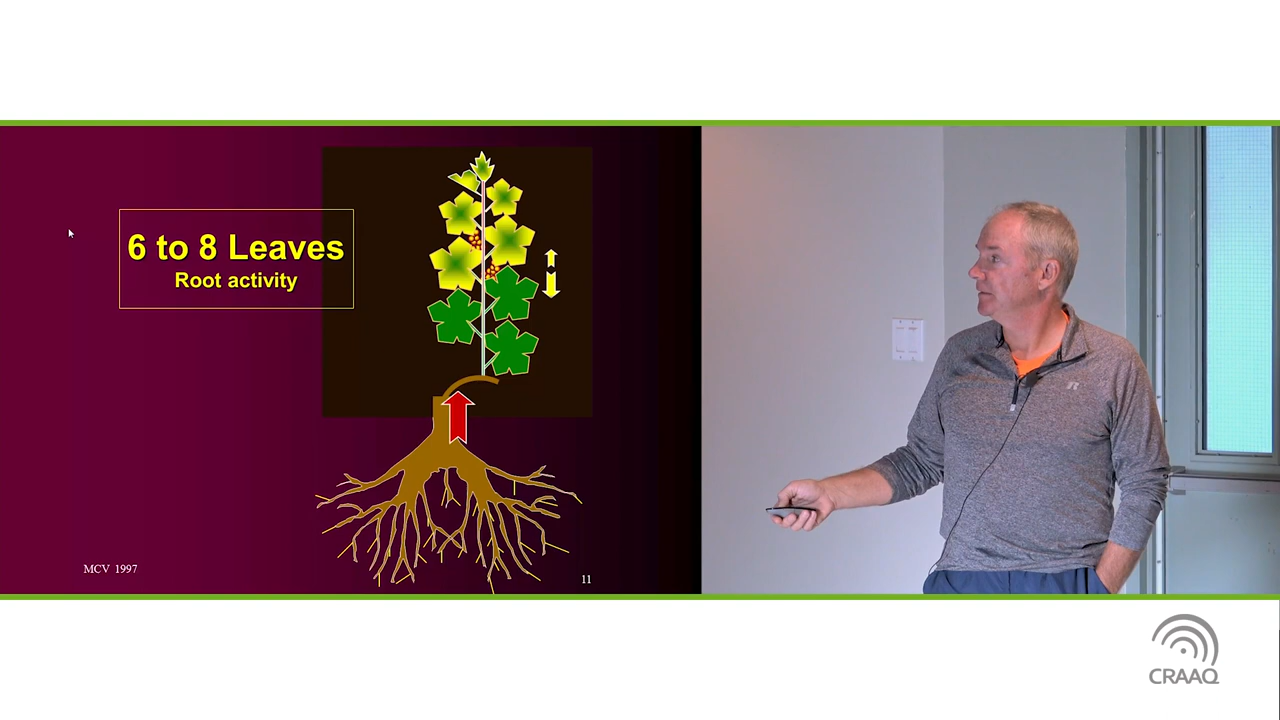 6 to 8 Leaves
Root activity
MCV 1997
11
CRAAQ